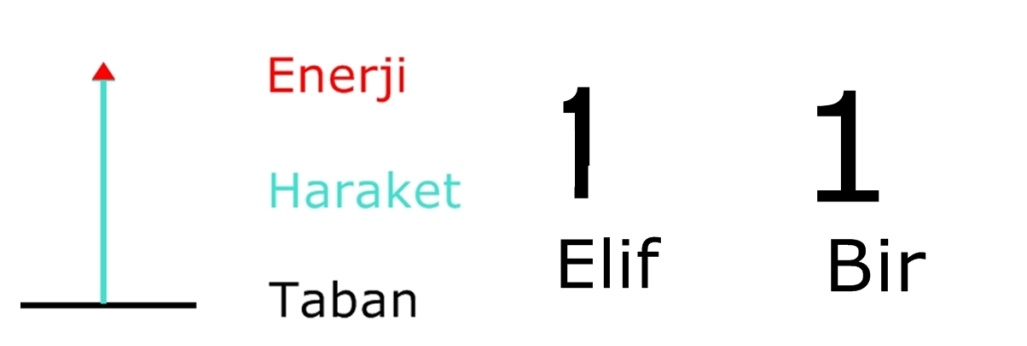 Enerji
Haraket
Taban
1
Elif
1
Bir